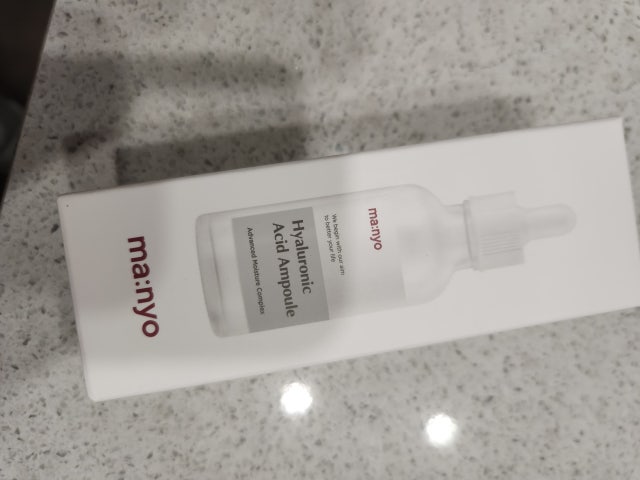 ma:nyo
We begin with our aim
to better your life
Hyaluronic
Acid Ampoule
Advanced Moisture Complex
ma:nyo